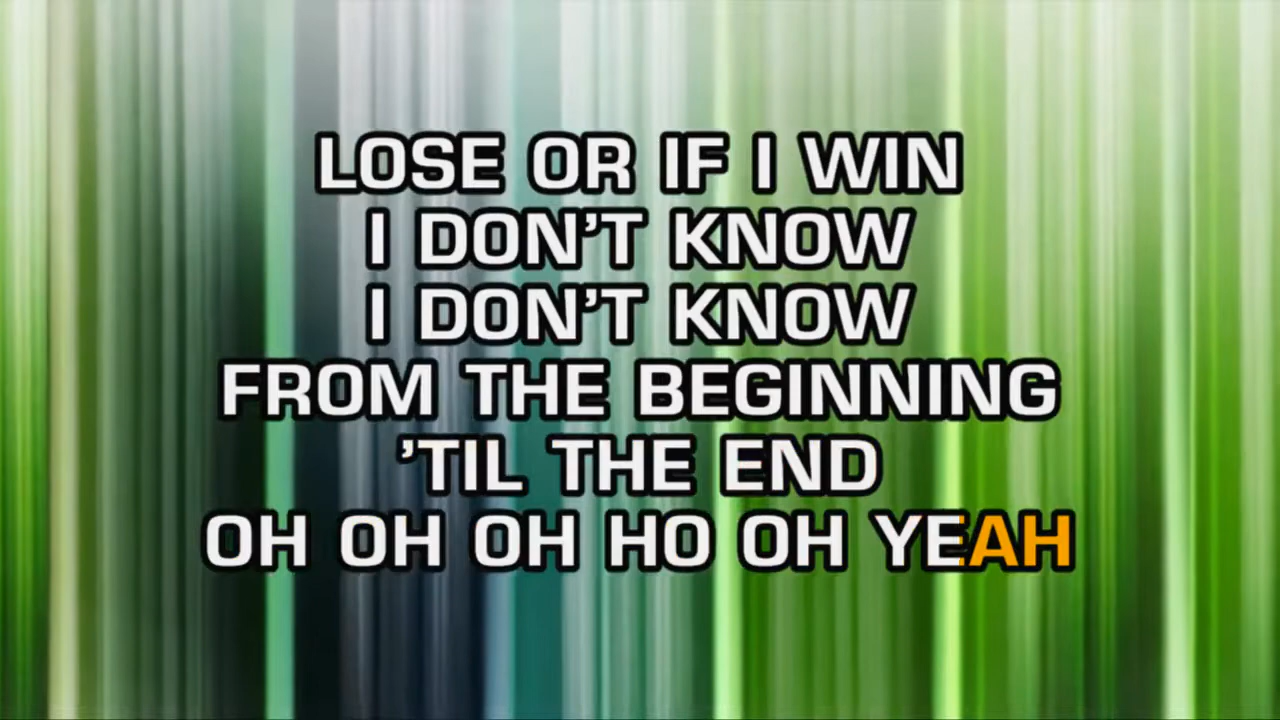 LOSE OR IF I WIN
I DON'T KNOW
I DON'T KNOW
FROM THE BEGINNING
'TIL THE END
OH OH OH HO OH YEAH